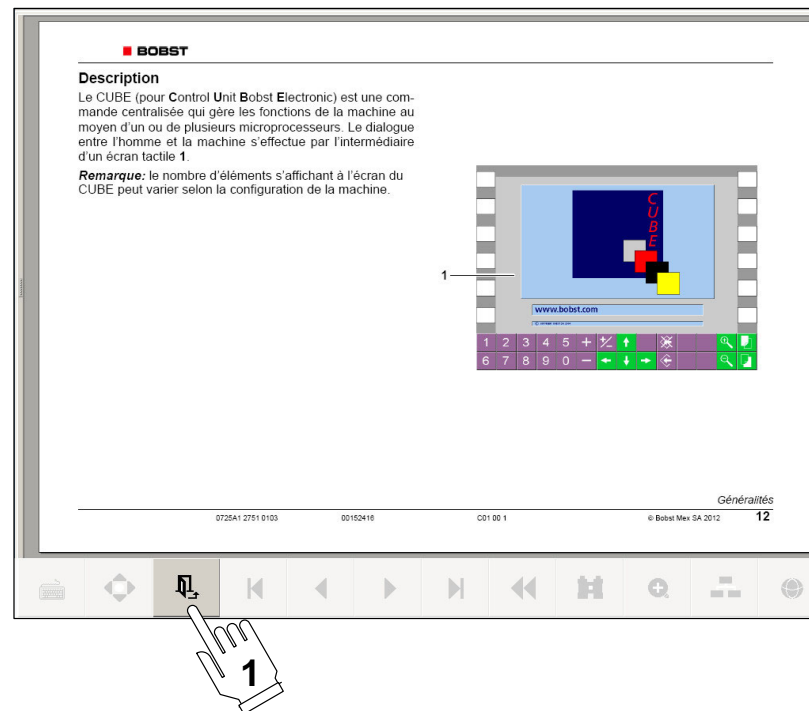 BOBST
Description
Le CUBE (pour Control Unit Bobst Electronic) est une com-
mande centralisée qui gère les fonctions de la machine au
moyen d'un ou de plusieurs microprocesseurs. Le dialogue
entre l'homme et la machine s'effectue par l'intermédiaire
d'un écran tactile 1.
Remarque: le nombre d'éléments s'affichant à l'écran du
CUBE peut varier selon la configuration de la machine.
CUBE
1
www.bobst.com
1 2 3 4 5 + +/-
6 7 8 9 0 -
Généralités
0725A1 2751 0103 00152416 C01 00 1 © Bobst Mex SA 2012 12
1